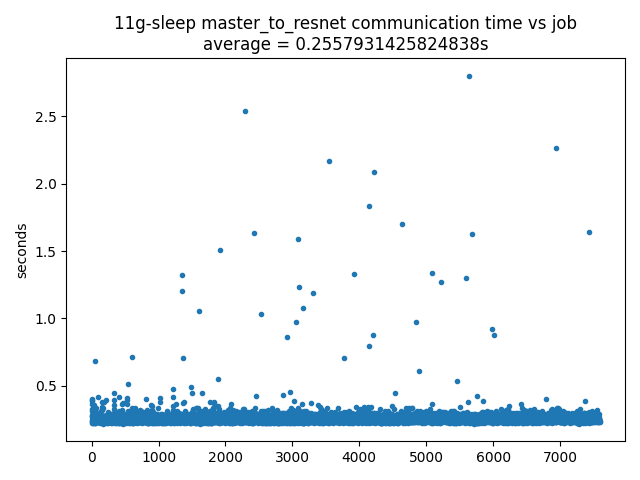 11g-sleep master_to_resnet communication time vs job
average = 0.2557931425824838s
seconds
2.5
2.0
1.5
1.0
0.5
0 1000 2000 3000 4000 5000 6000 7000